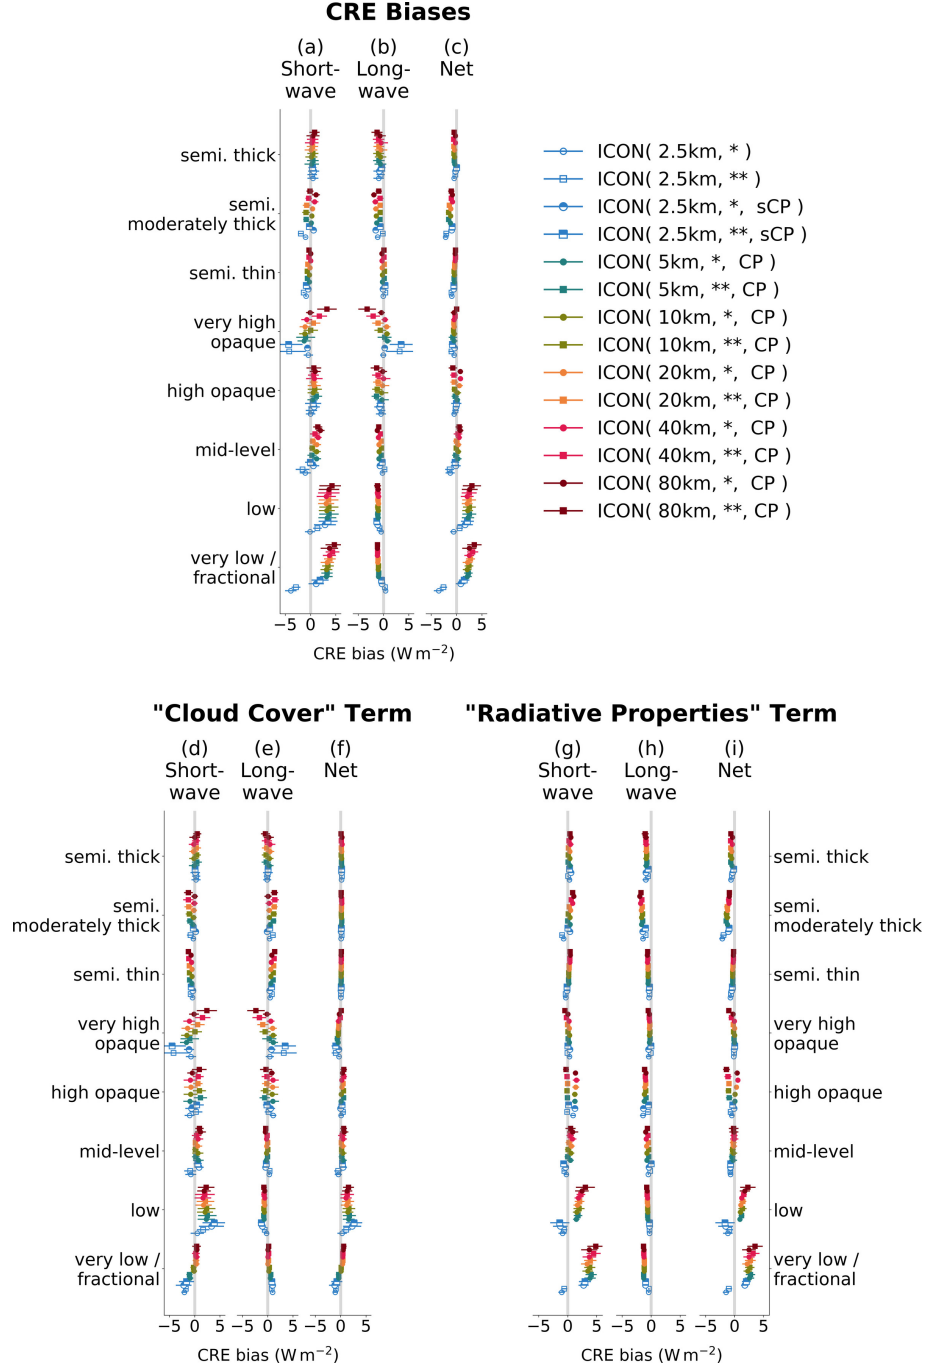 CRE Biases
(a)
Short-
wave
(b)
Long-
wave
(c)
Net
semi. thick
semi.
moderately thick
semi. thin
very high
opaque
high opaque
mid-level
low
very low /
fractional
−5 0 5 −5 0 5 −5 0 5
CRE bias (W m−2)
ICON( 2.5km, * )
ICON( 2.5km, ** )
ICON( 2.5km, *, sCP )
ICON( 2.5km, **, sCP )
ICON( 5km, *, CP )
ICON( 5km, **, CP )
ICON( 10km, *, CP )
ICON( 10km, **, CP )
ICON( 20km, *, CP )
ICON( 20km, **, CP )
ICON( 40km, *, CP )
ICON( 40km, **, CP )
ICON( 80km, *, CP )
ICON( 80km, **, CP )
"Cloud Cover" Term
(d)
Short-
wave
(e)
Long-
wave
(f)
Net
semi. thick
semi.
moderately thick
semi. thin
very high
opaque
high opaque
mid-level
low
very low /
fractional
−5 0 5 −5 0 5 −5 0 5
CRE bias (W m−2)
"Radiative Properties" Term
(g)
Short-
wave
(h)
Long-
wave
(i)
Net
semi. thick
semi.
moderately thick
semi. thin
very high
opaque
high opaque
mid-level
low
very low /
fractional
−5 0 5 −5 0 5 −5 0 5
CRE bias (W m−2)